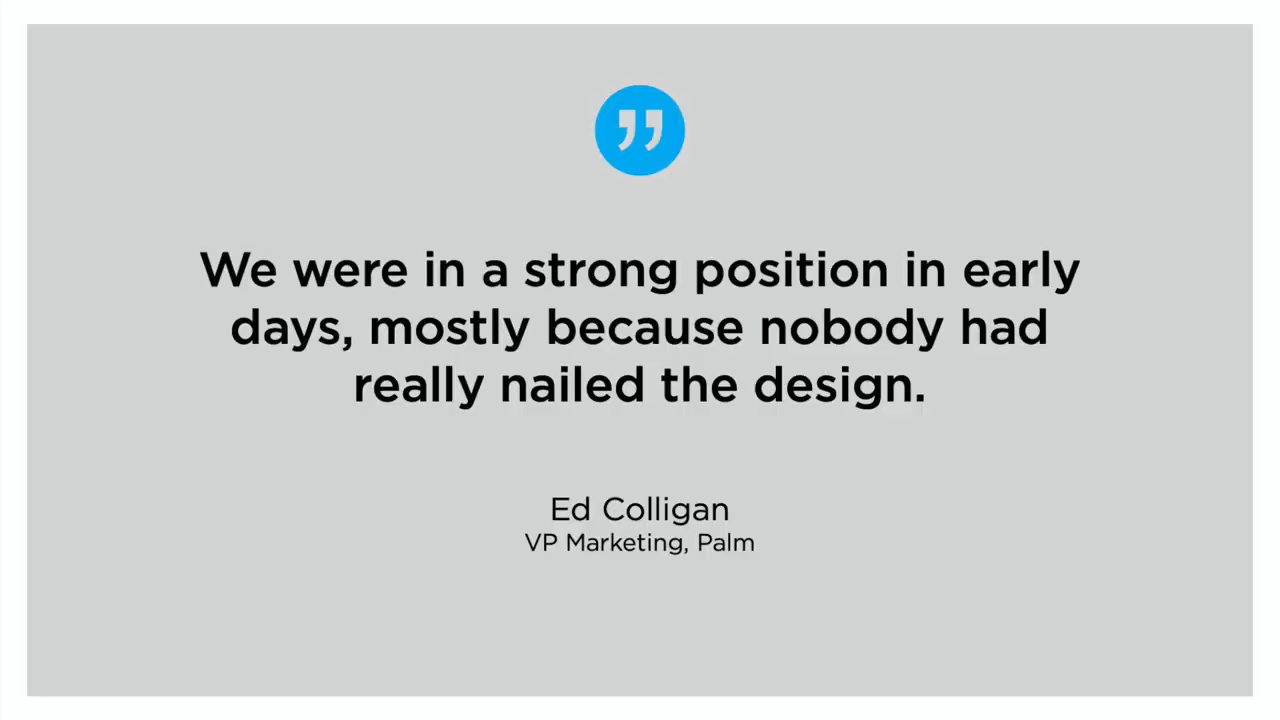 We were in a strong position in early
days, mostly because nobody had
really nailed the design.
Ed Colligan
VP Marketing, Palm